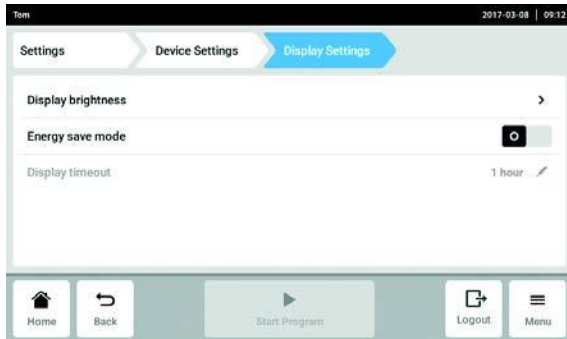 Tom 2017-03-08 | 09:12
Settings Device Settings Display Settings
Display brightness
Energy save mode
Display timeout 1 hour
Start Program
Home Back Logout Menu